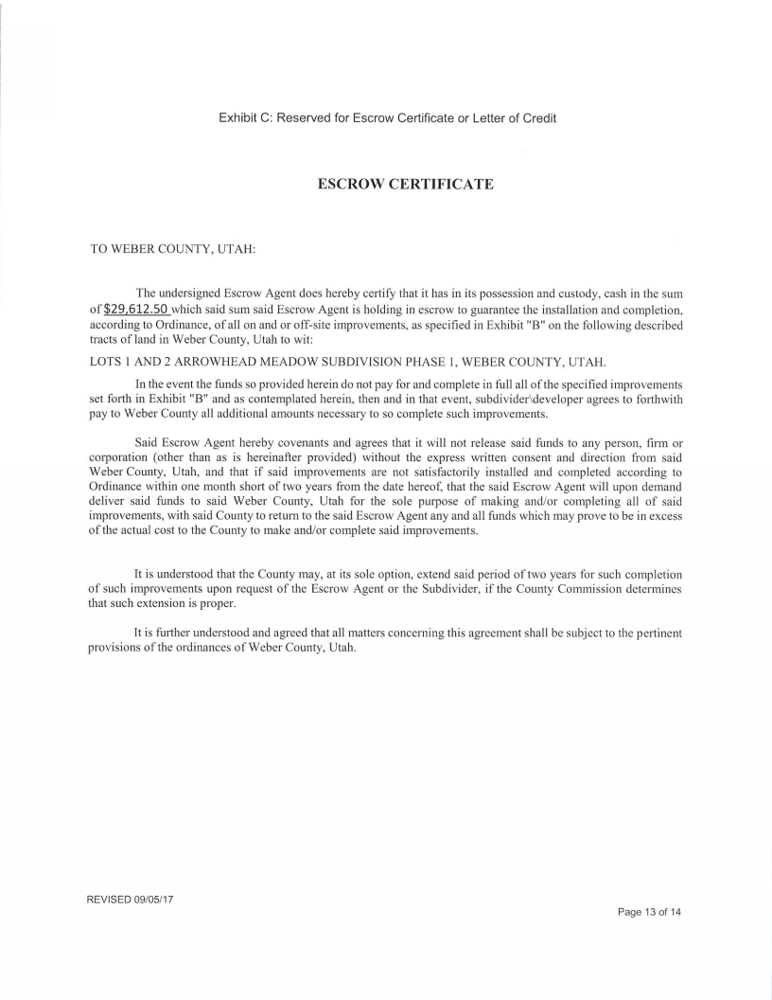 Exhibit C: Reserved for Escrow Certificate or Letter of Credit
ESCROW CERTIFICATE
TO WEBER COUNTY, UTAH:
The undersigned Escrow Agent does hereby certify that it has in its possession and custody, cash in the sum
of $29,612.50 which said sum said Escrow Agent is holding in escrow to guarantee the installation and completion,
according to Ordinance, of all on and or off-site improvements, as specified in Exhibit "B" on the following described
tracts of land in Weber County, Utah to wit:
LOTS 1 AND 2 ARROWHEAD MEADOW SUBDIVISION PHASE 1, WEBER COUNTY, UTAH.
In the event the funds so provided herein do not pay for and complete in full all of the specified improvements
set forth in Exhibit "B" and as contemplated herein, then and in that event, subdivider\developer agrees to forthwith
pay to Weber County all additional amounts necessary to so complete such improvements.
Said Escrow Agent hereby covenants and agrees that it will not release said funds to any person, firm or
corporation (other than as is hereinafter provided) without the express written consent and direction from said
Weber County, Utah, and that if said improvements are not satisfactorily installed and completed according to
Ordinance within one month short of two years from the date hereof, that the said Escrow Agent will upon demand
deliver said funds to said Weber County, Utah for the sole purpose of making and/or completing all of said
improvements, with said County to return to the said Escrow Agent any and all funds which may prove to be in excess
of the actual cost to the County to make and/or complete said improvements.
It is understood that the County may, at its sole option, extend said period of two years for such completion
of such improvements upon request of the Escrow Agent or the Subdivider, if the County Commission determines
that such extension is proper.
It is further understood and agreed that all matters concerning this agreement shall be subject to the pertinent
provisions of the ordinances of Weber County, Utah.
REVISED 09/05/17
Page 13 of 14